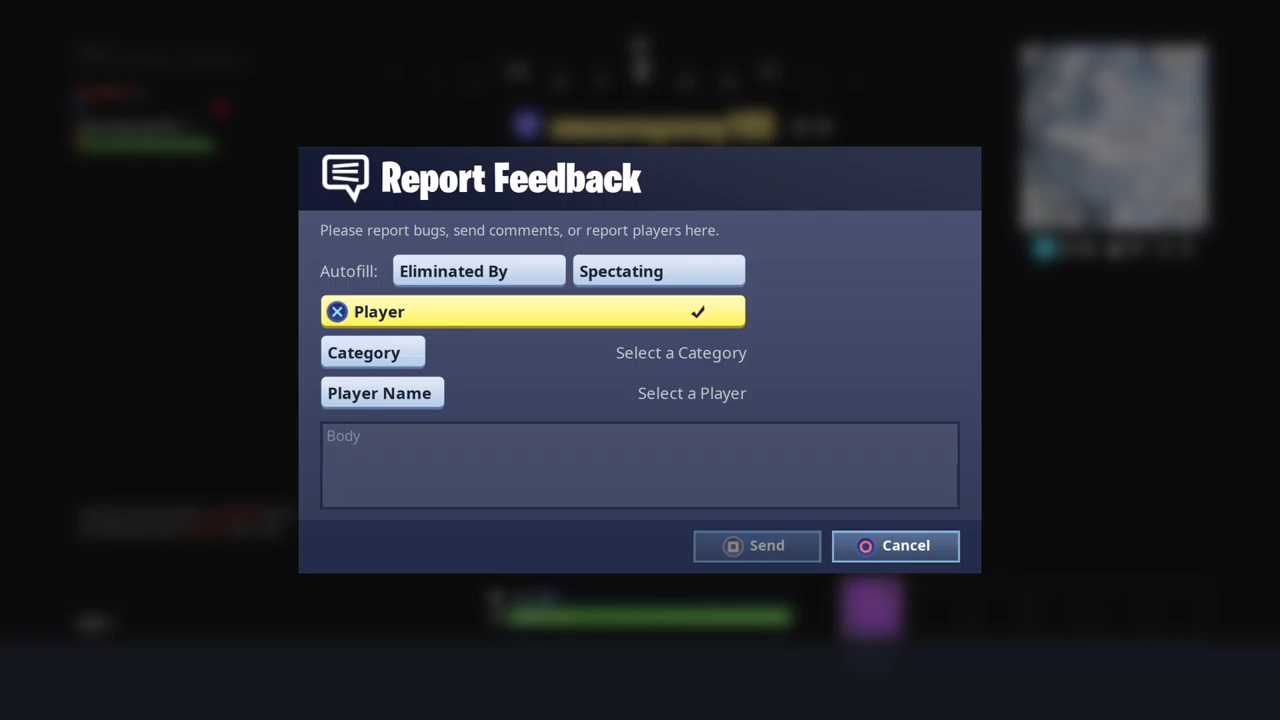 Report Feedback
Please report bugs, send comments, or report players here.
Autofill: Eliminated By Spectating
Player
Category Select a Category
Player Name Select a Player
Body
Send Cancel